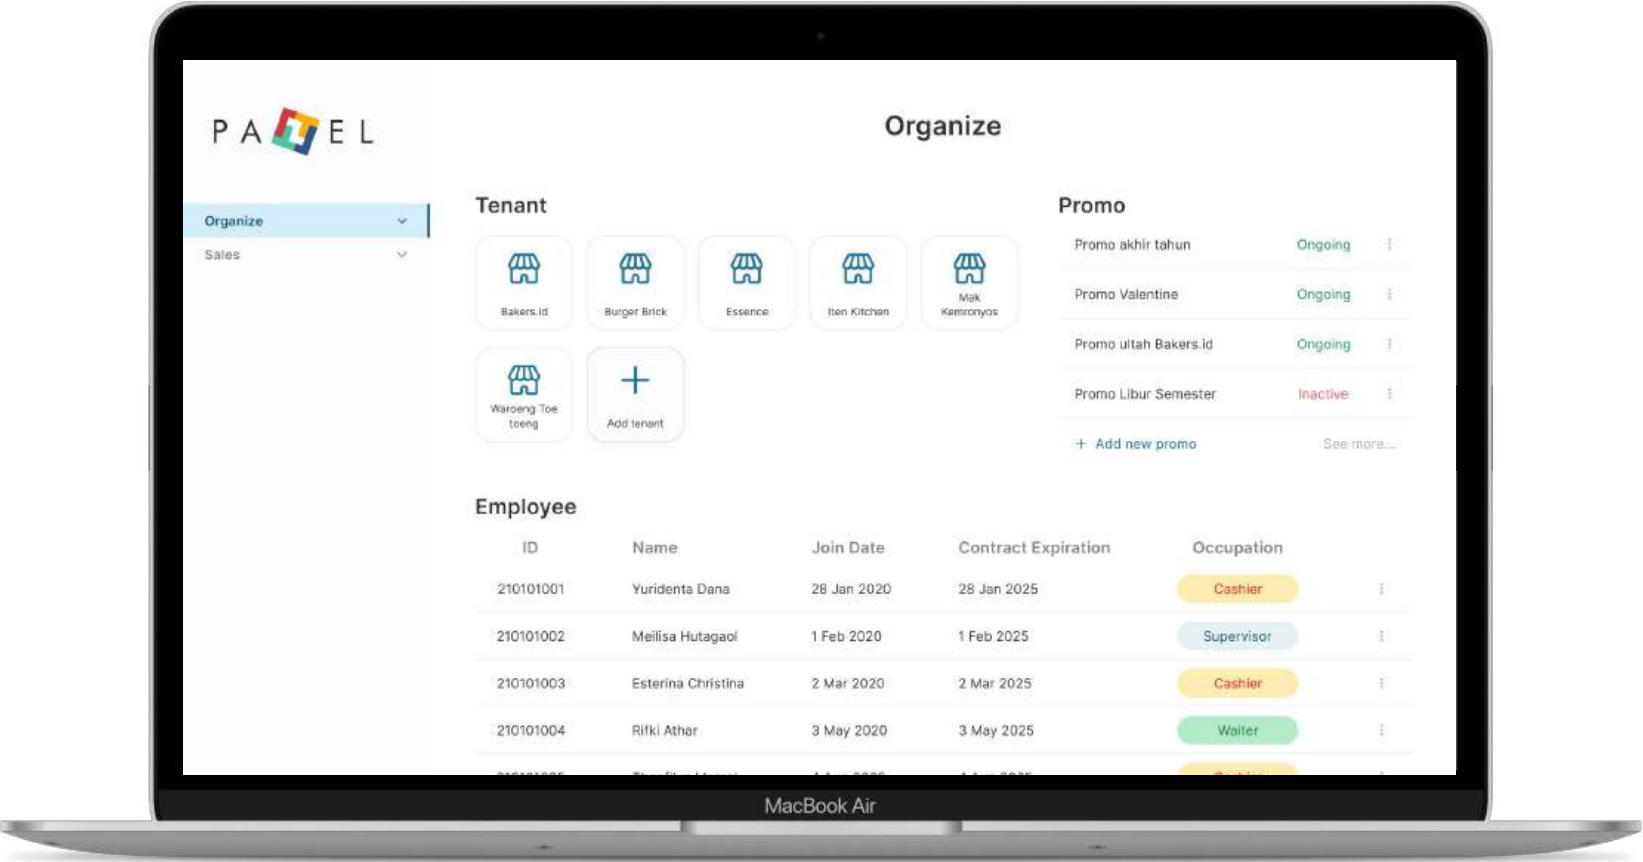 PAZZEL
Organize
Organize
Sales
Tenant
Bakers.id
Burger Brick
Essence
Iten Kitchen
Mak
Kemronyos
Waroeng Toe
toeng
Add tenant
Promo
Promo akhir tahun Ongoing
Promo Valentine Ongoing
Promo ultah Bakers.id Ongoing
Promo Libur Semester Inactive
+ Add new promo See more...
Employee
ID Name Join Date Contract Expiration Occupation
210101001 Yuridenta Dana 28 Jan 2020 28 Jan 2025 Cashier
210101002 Meilisa Hutagaol 1 Feb 2020 1 Feb 2025 Supervisor
210101003 Esterina Christina 2 Mar 2020 2 Mar 2025 Cashier
210101004 Rifki Athar 3 May 2020 3 May 2025 Waiter
MacBook Air